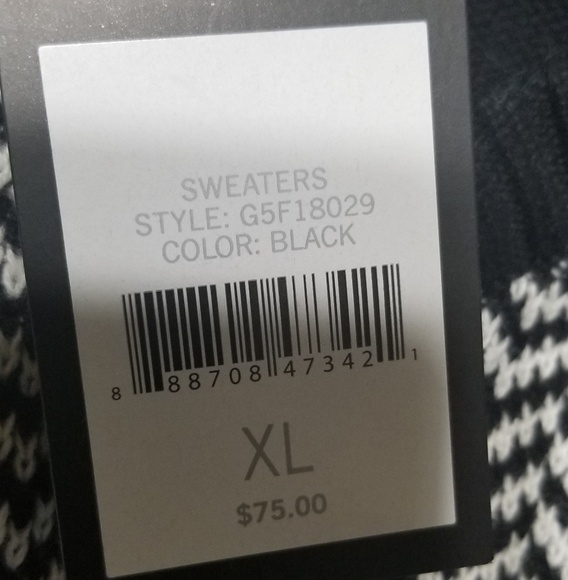 SWEATERS
STYLE: G5F18029
COLOR: BLACK
8 88708 47342 1
XL
$75.00